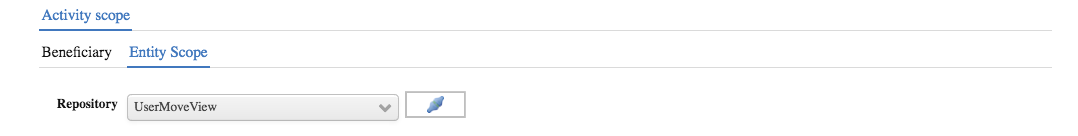 Activity scope
Beneficiary Entity Scope
Repository UserMoveView